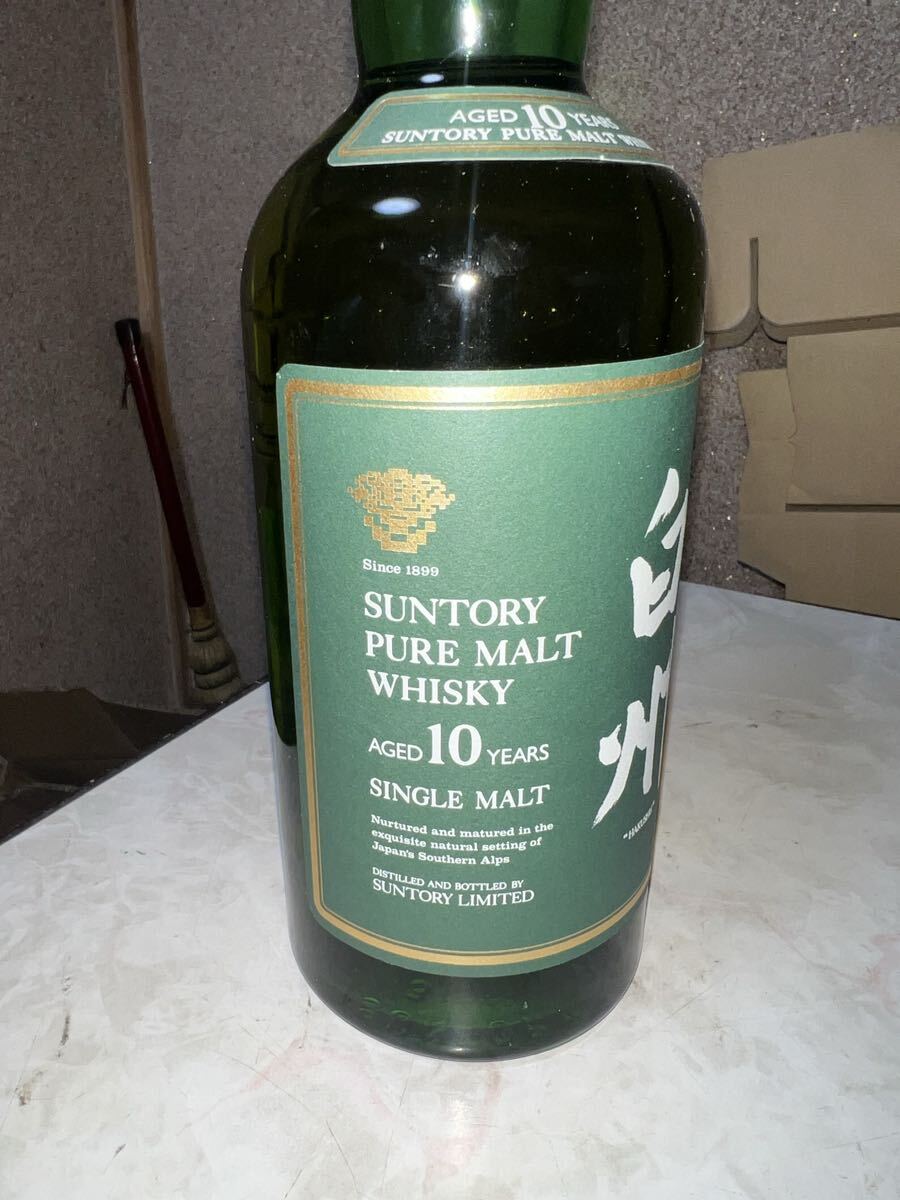 AGED 10 YEARS
SUNTORY PURE MALT
Since 1899
SUNTORY
PURE MALT
WHISKY
AGED 10 YEARS
SINGLE MALT
Nurtured and matured in the
exquisite natural setting of
Japan's Southern Alps
DISTILLED AND BOTTLED BY
SUNTORY LIMITED
白州